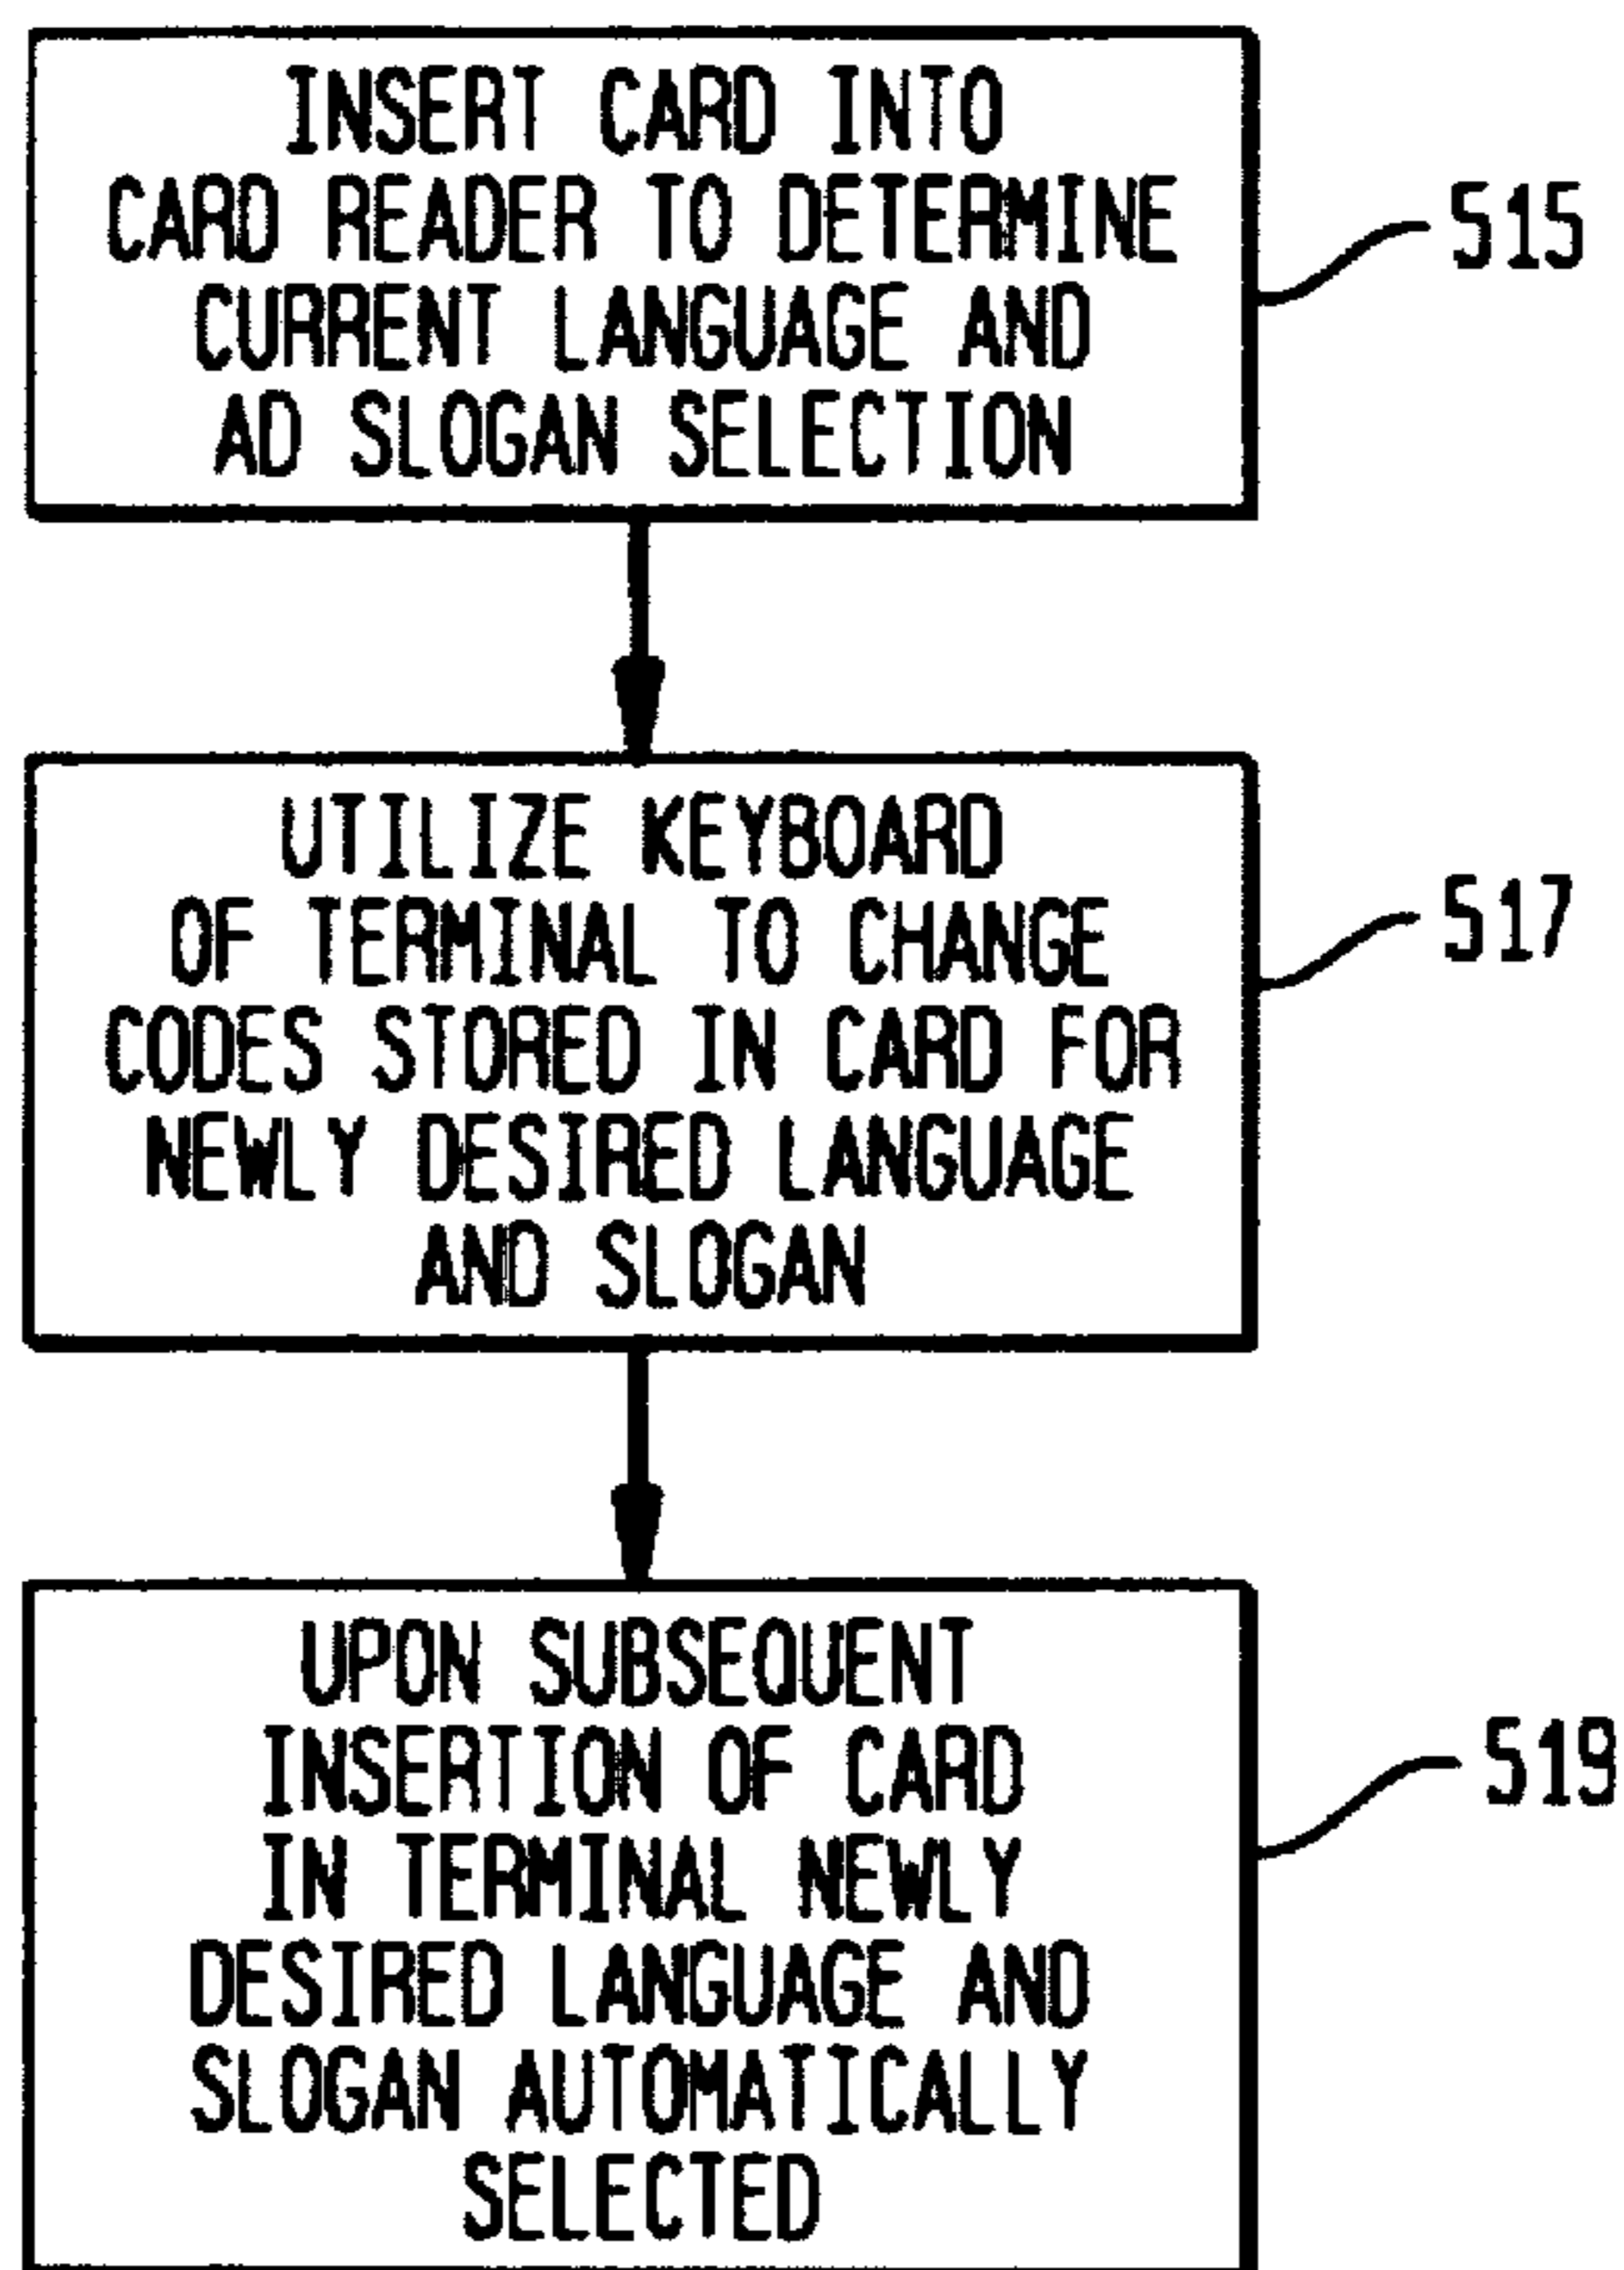 INSERT CARD INTO
CARD READER TO DETERMINE
CURRENT LANGUAGE AND
AD SLOGAN SELECTION
515
UTILIZE KEYBOARD
OF TERMINAL TO CHANGE
CODES STORED IN CARD FOR
NEWLY DESIRED LANGUAGE
AND SLOGAN
517
UPON SUBSEQUENT
INSERTION OF CARD
IN TERMINAL NEWLY
DESIRED LANGUAGE AND
SLOGAN AUTOMATICALLY
SELECTED
519